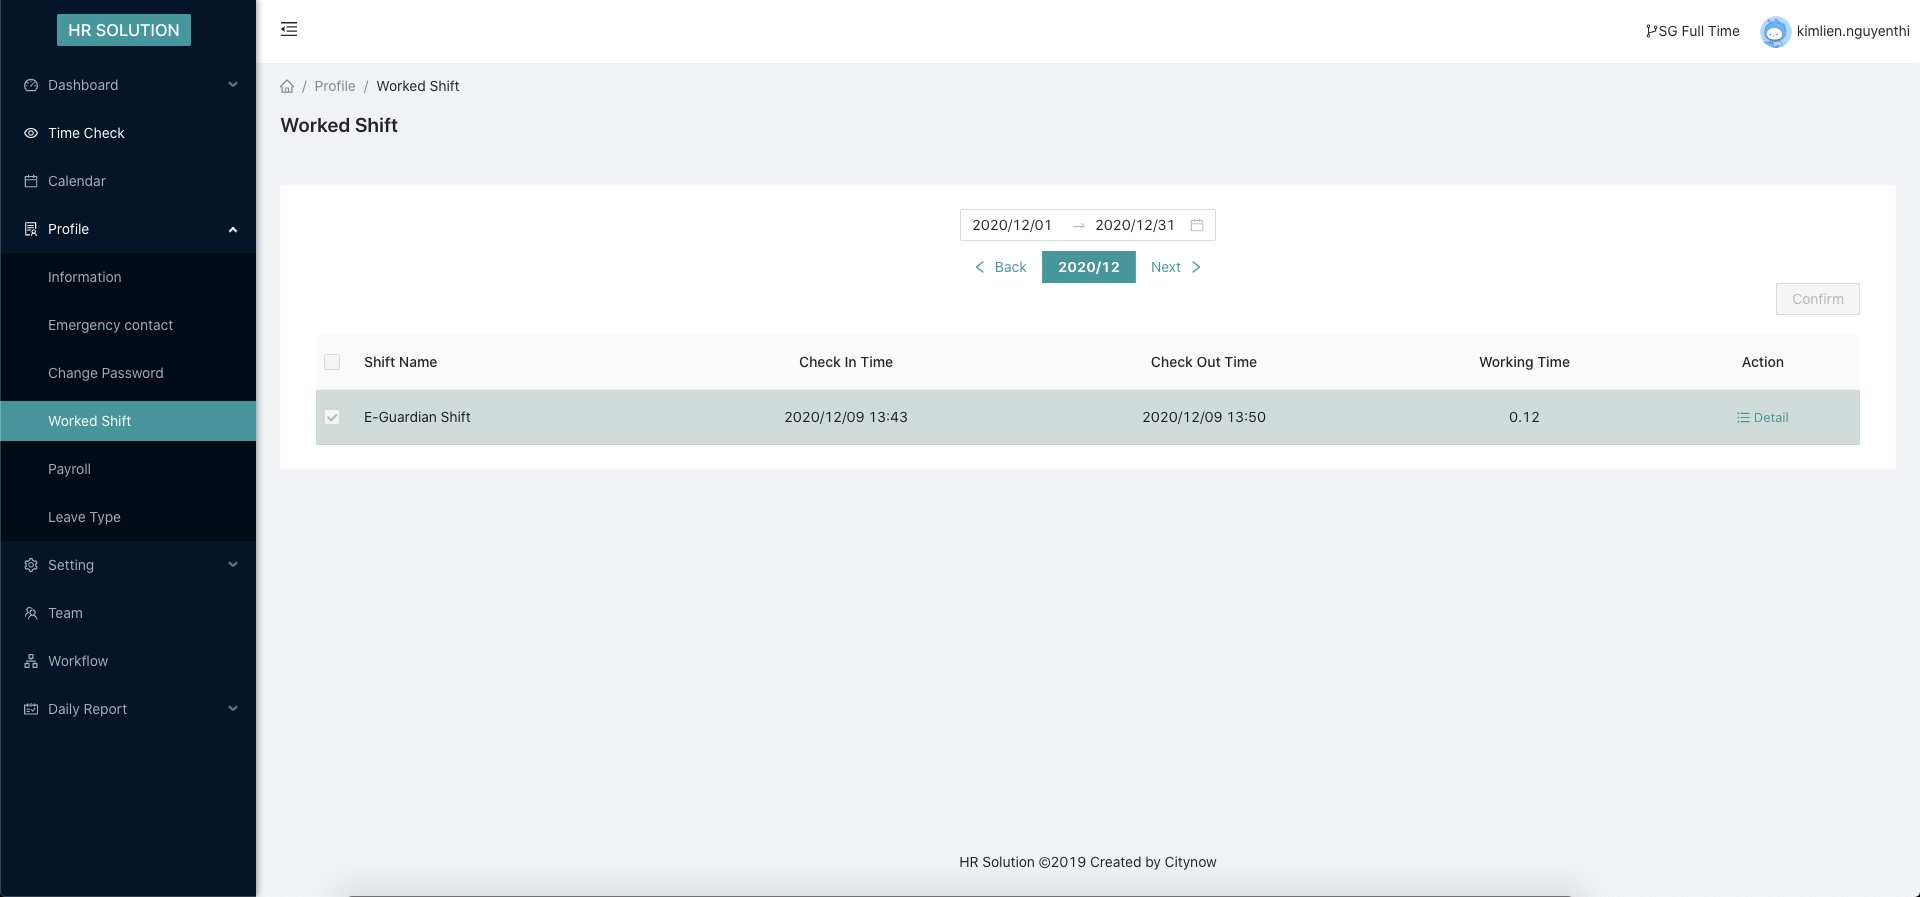 HR SOLUTION
SG Full Time
kimlien.nguyenthi
Dashboard
Time Check
Calendar
Profile
Information
Emergency contact
Change Password
Worked Shift
Payroll
Leave Type
Setting
Team
Workflow
Daily Report
/ Profile / Worked Shift
Worked Shift
2020/12/01 → 2020/12/31
Back 2020/12 Next
Confirm
Shift Name Check In Time Check Out Time Working Time Action
E-Guardian Shift 2020/12/09 13:43 2020/12/09 13:50 0.12 Detail
HR Solution ©2019 Created by Citynow